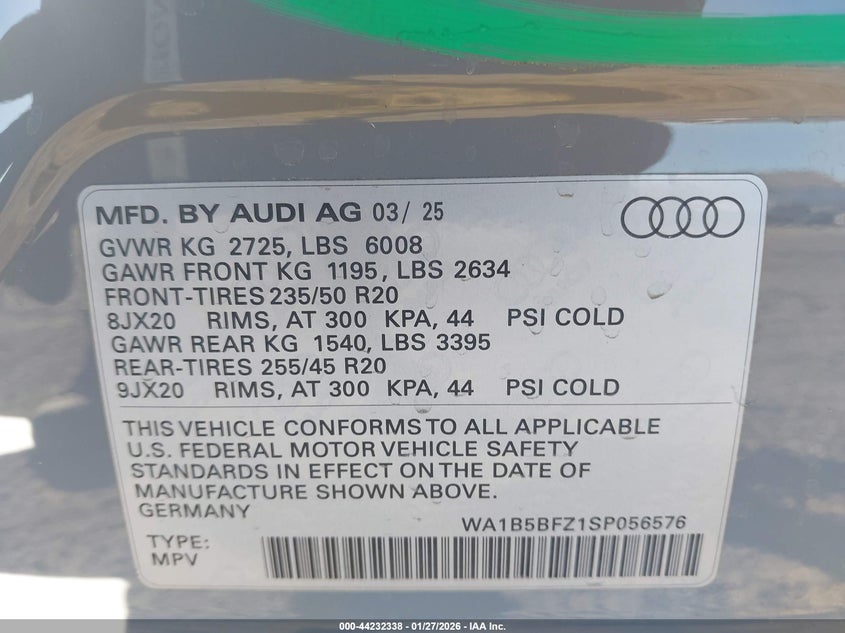 MFD. BY AUDI AG 03/ 25
GVWR KG 2725, LBS 6008
GAWR FRONT KG 1195, LBS 2634
FRONT-TIRES 235/50 R20
8JX20 RIMS, AT 300 KPA, 44 PSI COLD
GAWR REAR KG 1540, LBS 3395
REAR-TIRES 255/45 R20
9JX20 RIMS, AT 300 KPA, 44 PSI COLD
THIS VEHICLE CONFORMS TO ALL APPLICABLE
U.S. FEDERAL MOTOR VEHICLE SAFETY
STANDARDS IN EFFECT ON THE DATE OF
MANUFACTURE SHOWN ABOVE.
GERMANY
WA1B5BFZ1SP056576
TYPE:
MPV
000-44232338 - 01/27/2026 - IAA Inc.